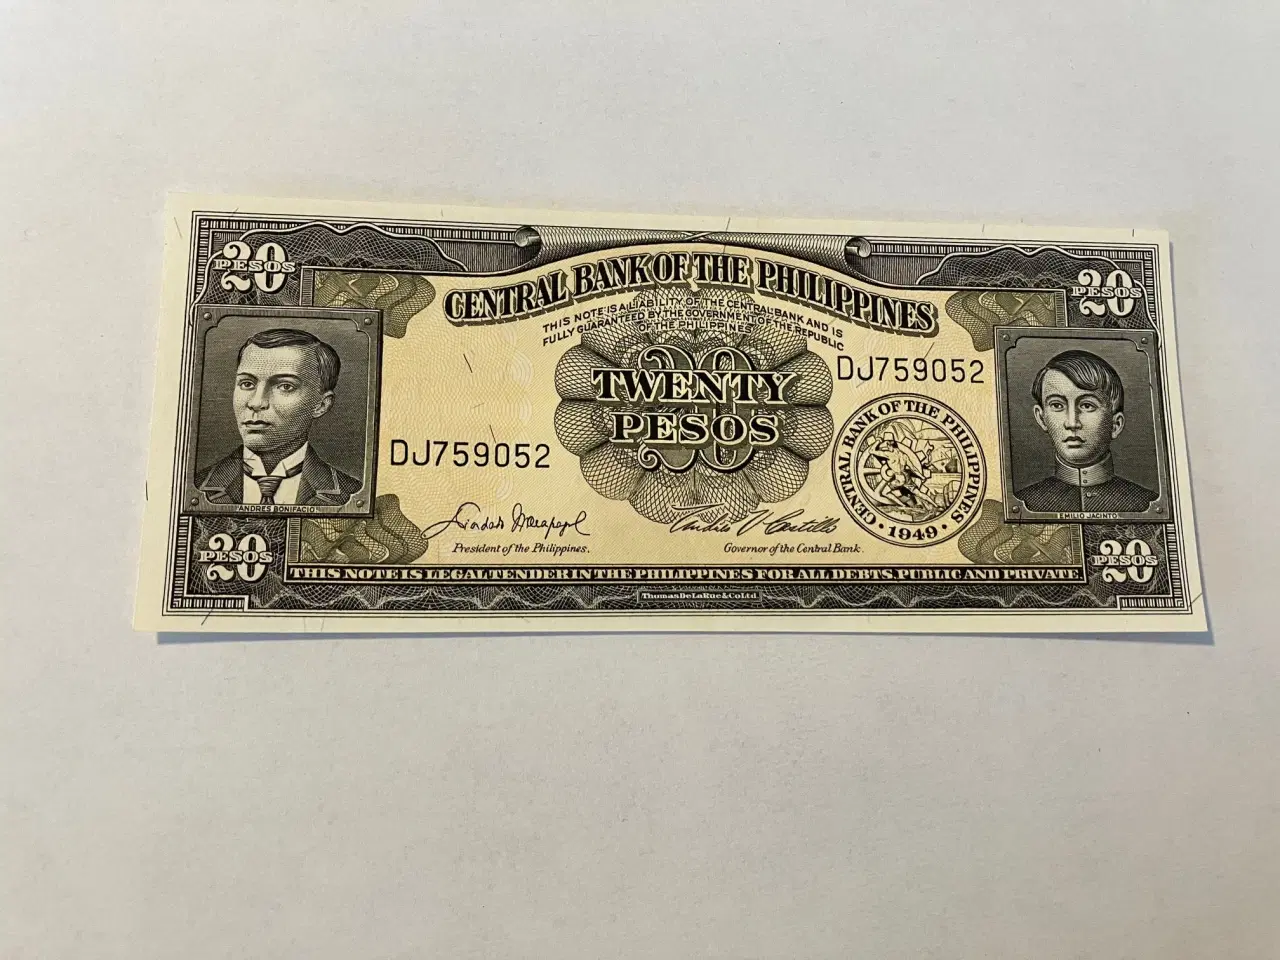 20
PESOS
20
PESOS
CENTRAL BANK OF THE PHILIPPINES
THIS NOTE IS A LIABILITY OF THE CENTRAL BANK AND IS
FULLY GUARANTEED BY THE GOVERNMENT OF THE REPUBLIC
OF THE PHILIPPINES
DJ759052
20
TWENTY
PESOS
DJ759052
CENTRAL BANK OF THE PHILIPPINES
· 1949 ·
ANDRES BONIFACIO
EMILIO JACINTO
President of the Philippines.
Governor of the Central Bank.
20
PESOS
20
PESOS
THIS NOTE IS LEGAL TENDER IN THE PHILIPPINES FOR ALL DEBTS, PUBLIC AND PRIVATE
Thomas De La Rue & Co Ltd